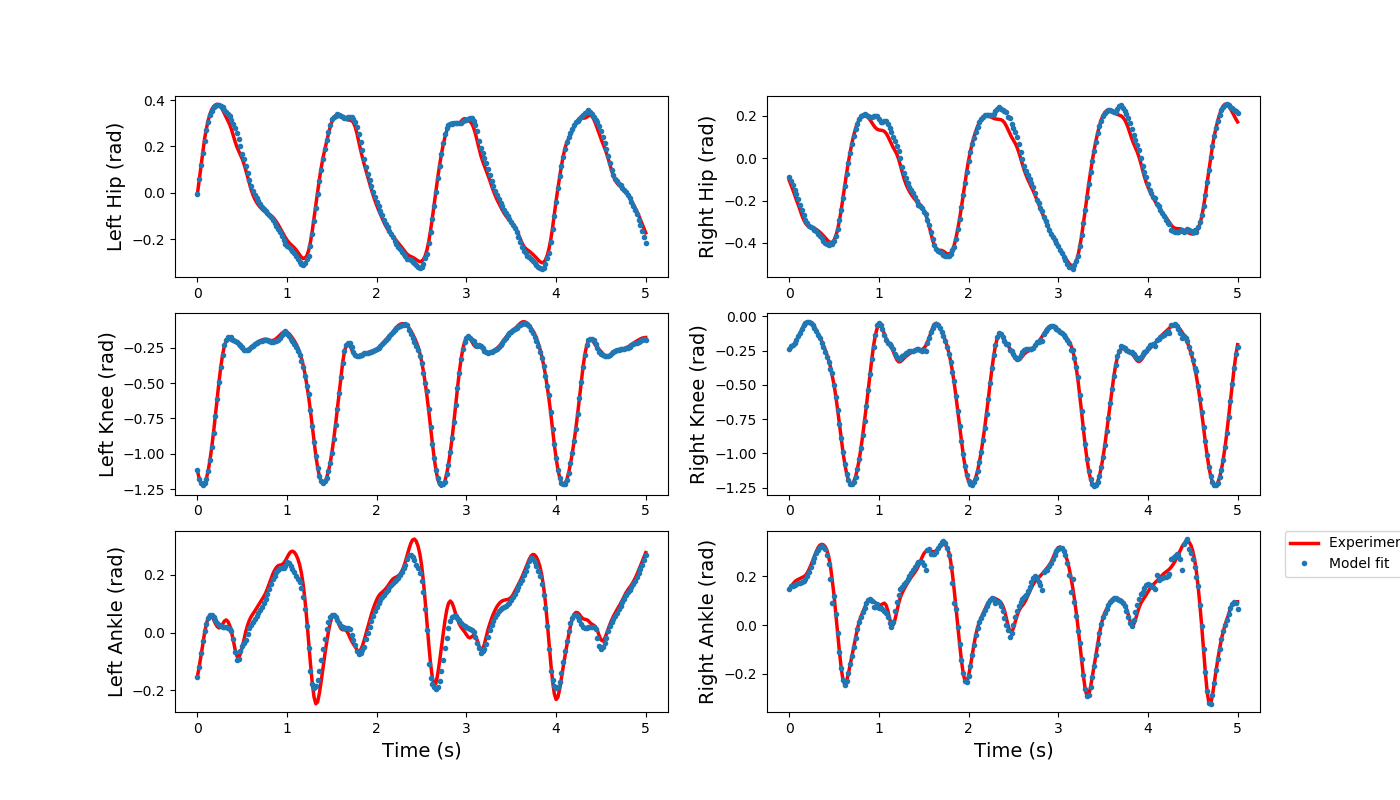 Left Hip (rad)
0.4
0.2
0.0
−0.2
0 1 2 3 4 5
Right Hip (rad)
0.2
0.0
−0.2
−0.4
0 1 2 3 4 5
Left Knee (rad)
−0.25
−0.50
−0.75
−1.00
−1.25
0 1 2 3 4 5
Right Knee (rad)
0.00
−0.25
−0.50
−0.75
−1.00
−1.25
0 1 2 3 4 5
Left Ankle (rad)
0.2
0.0
−0.2
0 1 2 3 4 5
Time (s)
Right Ankle (rad)
0.2
0.0
−0.2
0 1 2 3 4 5
Time (s)
Experimen
Model fit